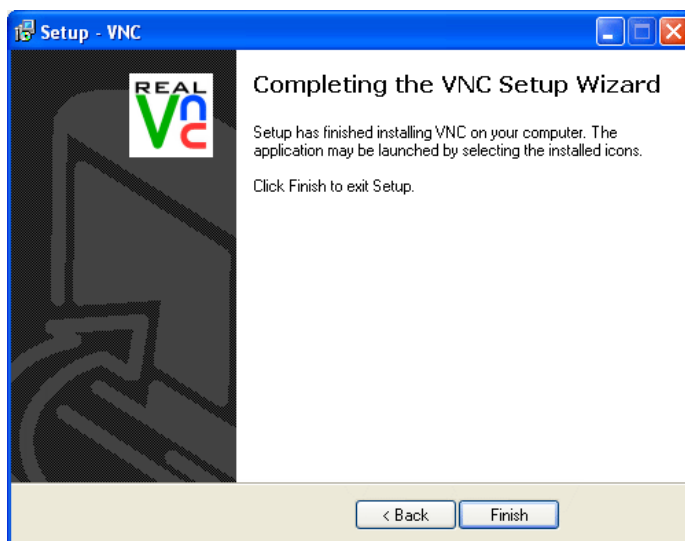 Setup - VNC
REAL
VNC
Completing the VNC Setup Wizard
Setup has finished installing VNC on your computer. The
application may be launched by selecting the installed icons.
Click Finish to exit Setup.
< Back
Finish